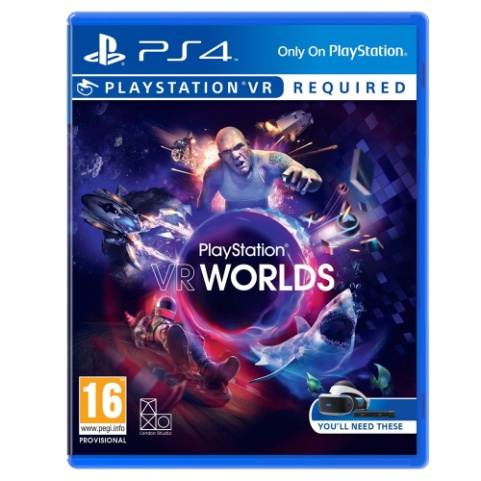 PS4
Only On PlayStation®
PLAYSTATION®VR REQUIRED
PlayStation®
VR WORLDS
16
www.pegi.info
PROVISIONAL
London Studio
YOU'LL NEED THESE